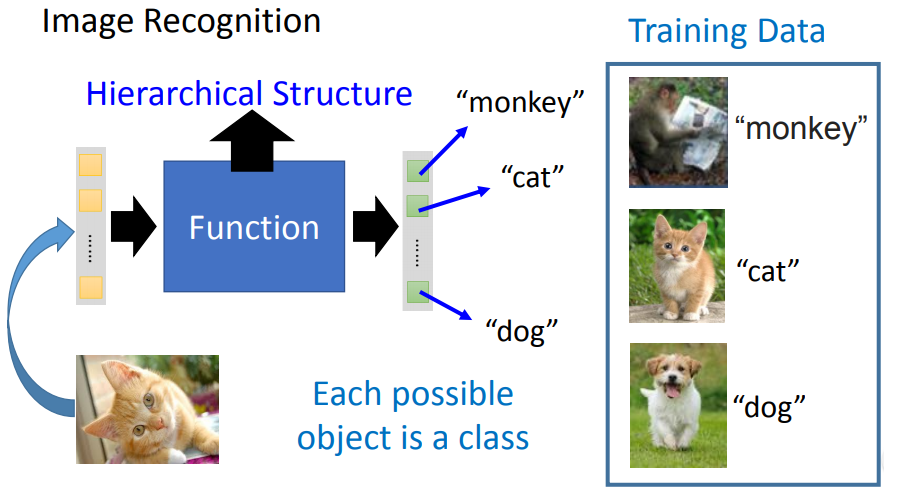 Image Recognition
Training Data
Hierarchical Structure
“monkey”
“cat”
Function
“dog”
Each possible
object is a class
“monkey”
“cat”
“dog”